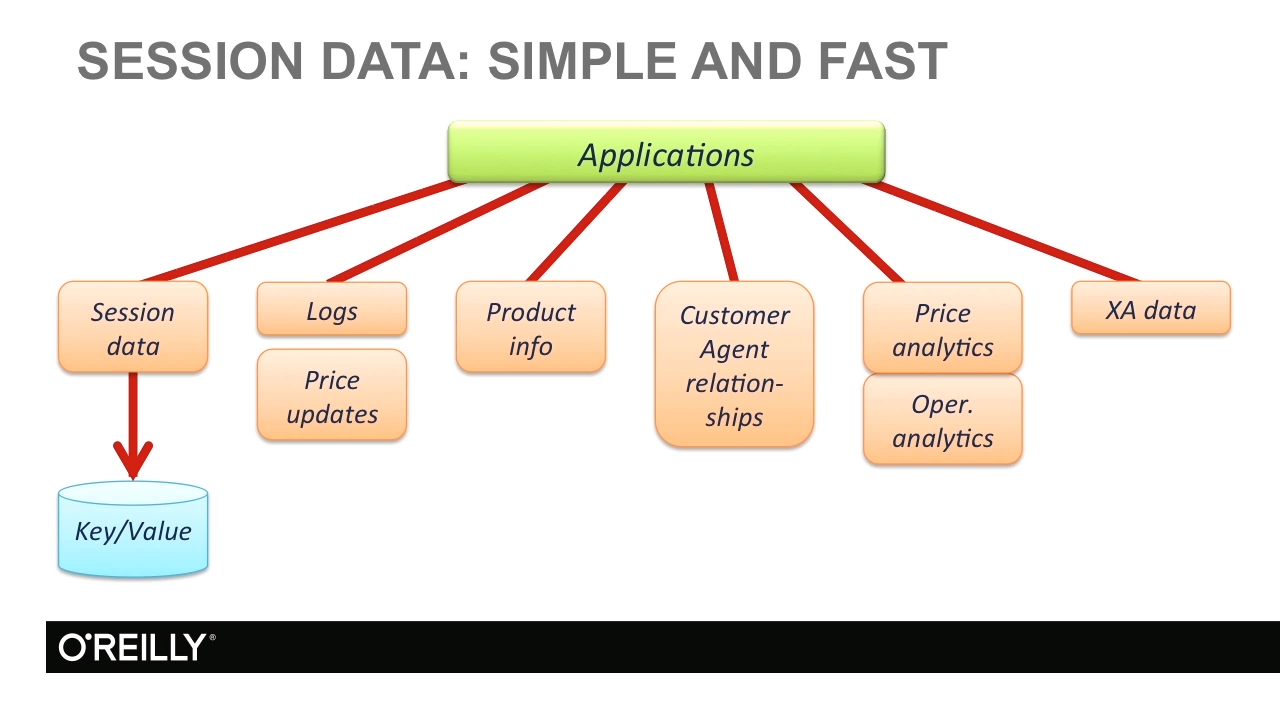 SESSION DATA: SIMPLE AND FAST
Applications
Session
data
Logs
Price
updates
Product
info
Customer
Agent
relation-
ships
Price
analytics
Oper.
analytics
XA data
Key/Value
O'REILLY®